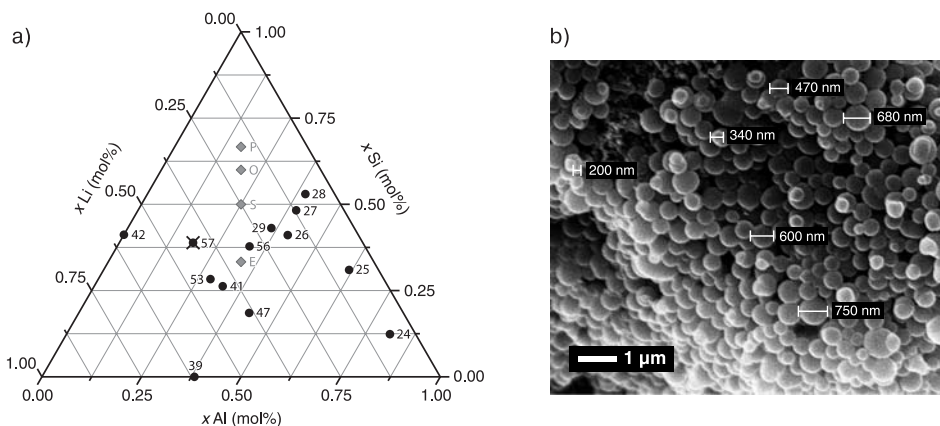 a)
0.00
1.00
0.25
0.75
P
O
x Li (mol%)
x Si (mol%)
28
0.50
S
27
0.50
42
29
26
57
56
E
25
0.75
53
41
0.25
47
24
1.00
39
0.00
0.00
0.25
0.50
0.75
1.00
x Al (mol%)
b)
470 nm
680 nm
340 nm
200 nm
600 nm
750 nm
1 µm